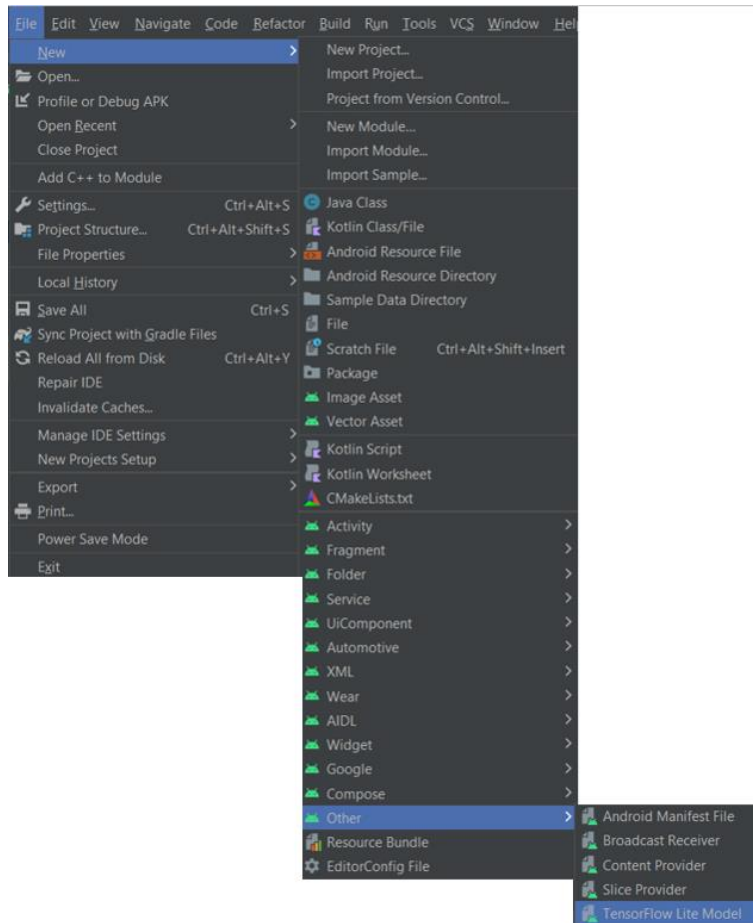 File Edit View Navigate Code Refactor Build Run Tools VCS Window Hel
New
Open...
Profile or Debug APK
Open Recent
Close Project
Add C++ to Module
Settings... Ctrl+Alt+S
Project Structure... Ctrl+Alt+Shift+S
File Properties
Local History
Save All Ctrl+S
Sync Project with Gradle Files
Reload All from Disk Ctrl+Alt+Y
Repair IDE
Invalidate Caches...
Manage IDE Settings
New Projects Setup
Export
Print...
Power Save Mode
Exit
New Project...
Import Project...
Project from Version Control...
New Module...
Import Module...
Import Sample...
Java Class
Kotlin Class/File
Android Resource File
Android Resource Directory
Sample Data Directory
File
Scratch File Ctrl+Alt+Shift+Insert
Package
Image Asset
Vector Asset
Kotlin Script
Kotlin Worksheet
CMakeLists.txt
Activity
Fragment
Folder
Service
UiComponent
Automotive
XML
Wear
AIDL
Widget
Google
Compose
Other
Resource Bundle
EditorConfig File
Android Manifest File
Broadcast Receiver
Content Provider
Slice Provider
TensorFlow Lite Model